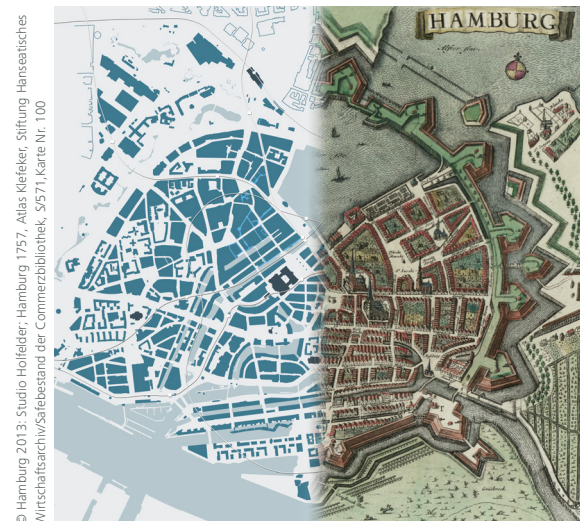 © Hamburg 2013: Studio Holfelder; Hamburg 1757, Atlas Klefeker, Stiftung Hanseatisches
Wirtschaftsarchiv/Safebestand der Commerzbibliothek, S/571,Karte Nr. 100
HAMBURG